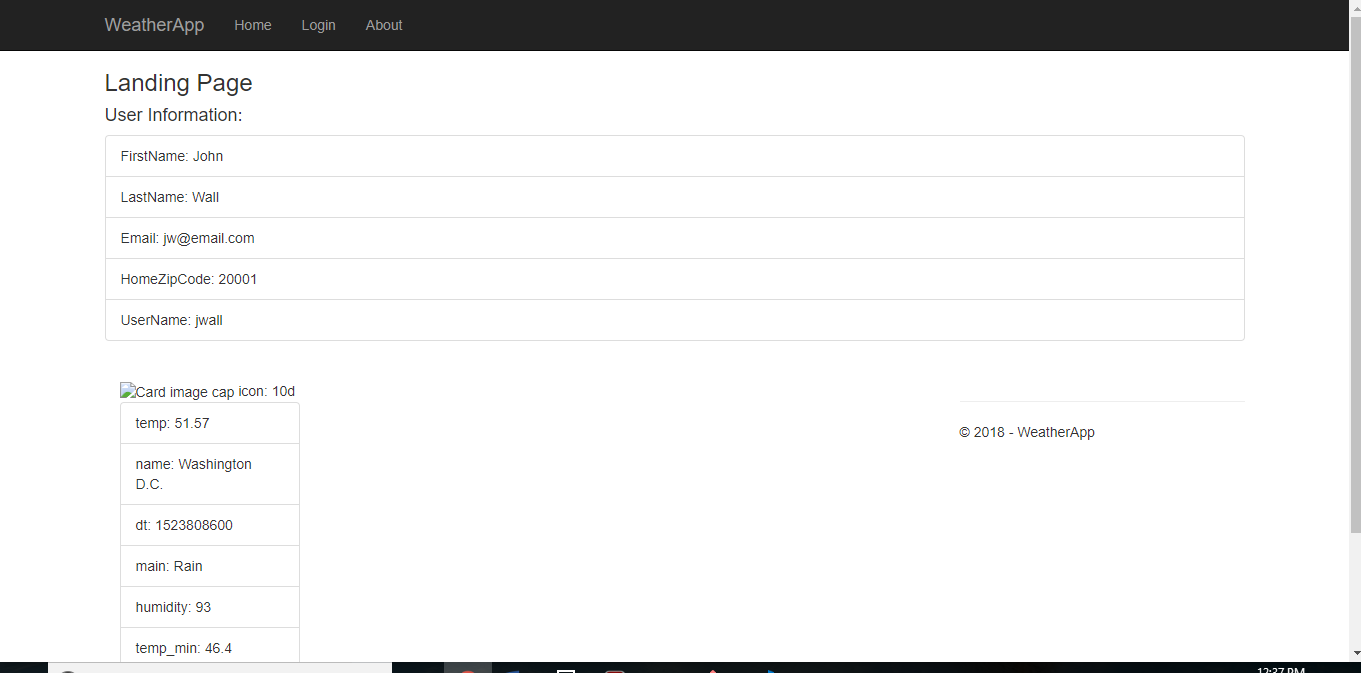 WeatherApp Home Login About
Landing Page
User Information:
FirstName: John
LastName: Wall
Email: jw@email.com
HomeZipCode: 20001
UserName: jwall
Card image cap icon: 10d
temp: 51.57
name: Washington
D.C.
dt: 1523808600
main: Rain
humidity: 93
temp_min: 46.4
© 2018 - WeatherApp
12:37 PM